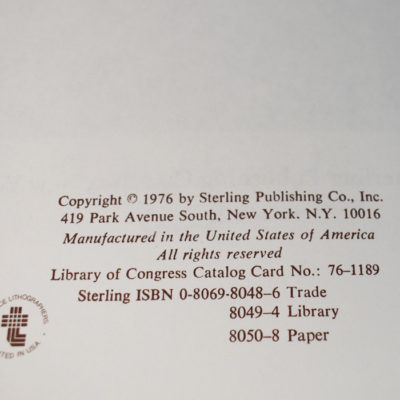 Copyright © 1976 by Sterling Publishing Co., Inc.
419 Park Avenue South, New York. N.Y. 10016
Manufactured in the United States of America
All rights reserved
Library of Congress Catalog Card No.: 76-1189
Sterling ISBN 0-8069-8048-6 Trade
8049-4 Library
8050-8 Paper
LITHOGRAPHERS
IN U.S.A.